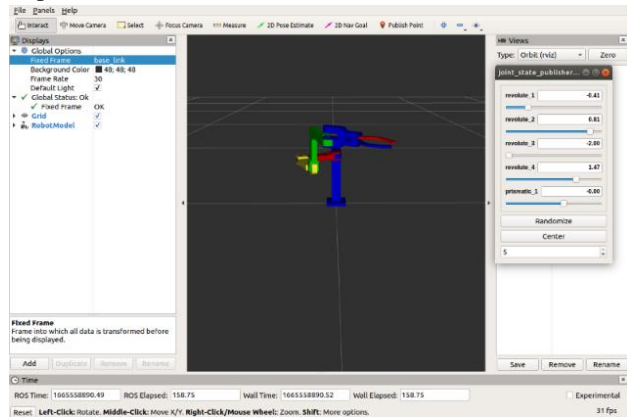 File Panels Help
Interact Move Camera Select Focus Camera Measure 2D Pose Estimate 2D Nav Goal Publish Point
Displays
Global Options
Fixed Frame base_link
Background Color 48; 48; 48
Frame Rate 30
Default Light
Global Status: Ok
Fixed Frame OK
Grid
RobotModel
Fixed Frame
Frame into which all data is transformed before
being displayed.
Add Duplicate Remove Rename
Views
Type: Orbit (rviz) Zero
joint_state_publisher...
revolute_1 -0.41
revolute_2 0.81
revolute_3 -2.00
revolute_4 1.47
prismatic_1 -0.00
Randomize
Center
5
Save Remove Rename
Time
ROS Time: 1665558890.49 ROS Elapsed: 158.75 Wall Time: 1665558890.52 Wall Elapsed: 158.75 Experimental
Reset Left-Click: Rotate. Middle-Click: Move X/Y. Right-Click/Mouse Wheel: Zoom. Shift: More options. 31 fps